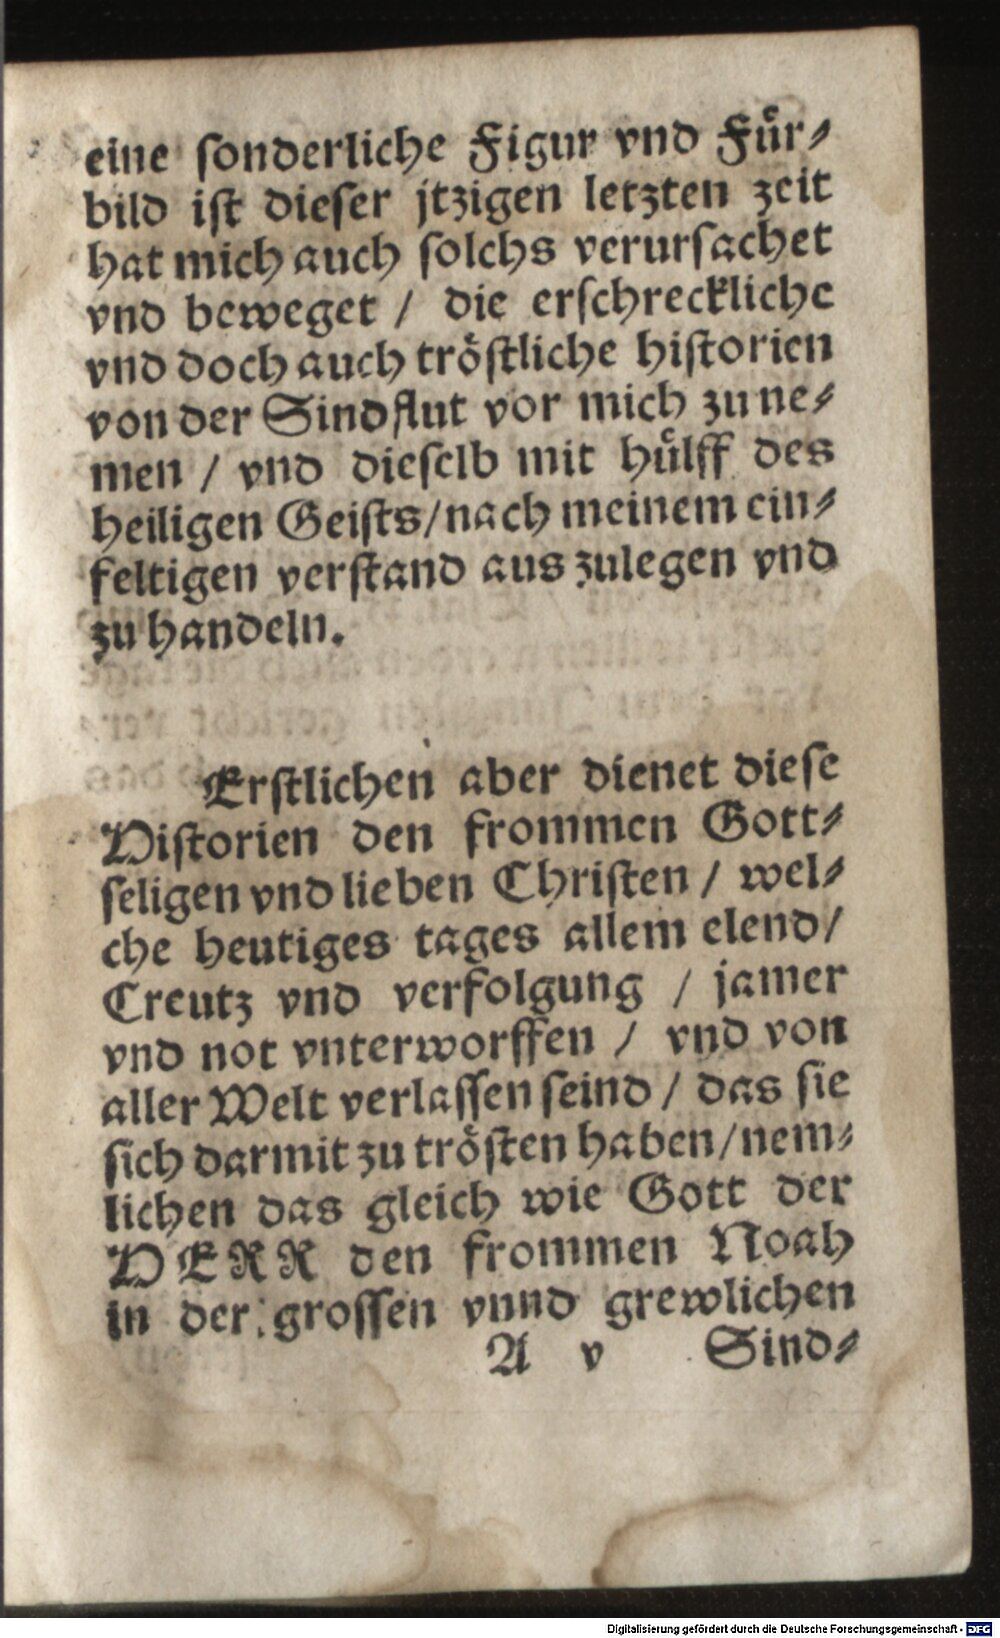 eine sonderliche Figur vnd Für⸗
bild ist dieser jtzigen letzten zeit
hat mich auch solchs verursachet
vnd beweget / die erschreckliche
vnd doch auch tröstliche historien
von der Sindflut vor mich zu ne⸗
men / vnd dieselb mit hülff des
heiligen Geists/nach meinem ein⸗
feltigen verstand aus zulegen vnd
zu handeln.
Erstlichen aber dienet diese
Historien den frommen Gott⸗
seligen vnd lieben Christen / wel⸗
che heutiges tages allem elend/
Creutz vnd verfolgung / jamer
vnd not vnterworffen / vnd von
aller Welt verlassen seind / das sie
sich darmit zu trösten haben/nem⸗
lichen das gleich wie Gott der
HERR den frommen Noah
in der grossen vnnd grewlichen
A v Sind⸗
Digitalisierung gefördert durch die Deutsche Forschungsgemeinschaft - DFG